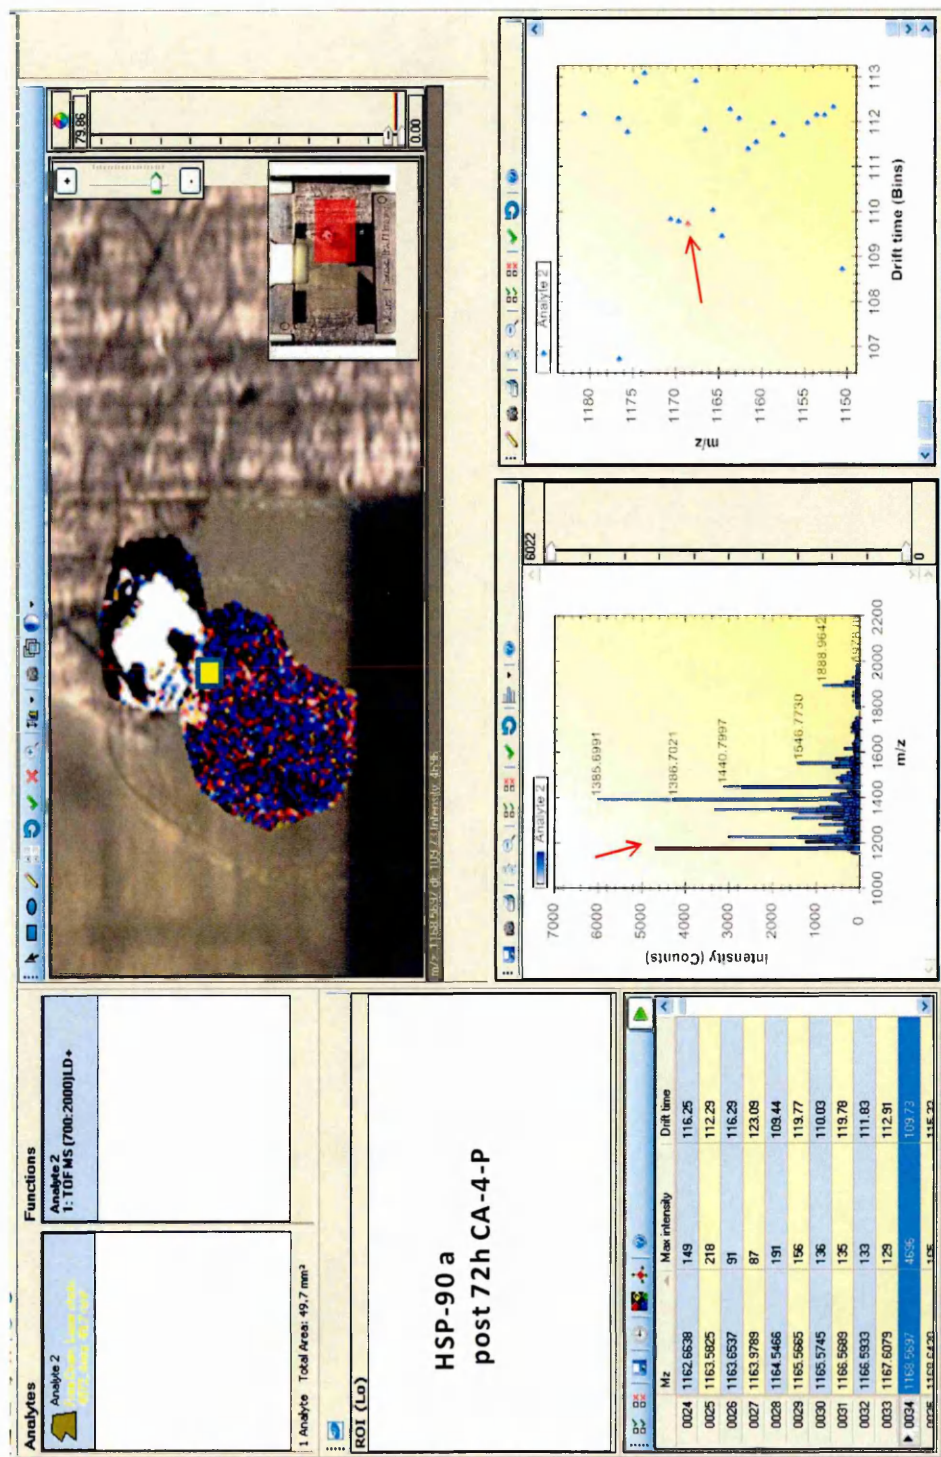 Analytes
Analyte 2
1 Analyte Total Area: 49.7 mm²
Functions
Analyte 2
1: TOF MS (700:2000)LD+
79.86
0.00
+
-
ROI (Lo)
HSP-90 a
post 72h CA-4-P
Mz Max intensity Drift time
0024 1162.6638 149 116.25
0025 1163.5825 218 112.29
0026 1163.6537 91 116.29
0027 1163.9789 87 123.09
0028 1164.5466 191 109.44
0029 1165.5665 156 119.77
0030 1165.5745 136 110.03
0031 1166.5689 135 119.78
0032 1166.5933 133 111.83
0033 1167.6079 129 112.91
0034 1168.5697 4696 109.73
Analyte 2
6022
0
Intensity (Counts)
7000
6000
5000
4000
3000
2000
1000
0
1385.6991
1386.7021
1440.7997
1546.7730
1888.9642
1000 1200 1400 1600 1800 2000 2200
m/z
Analyte 2
m/z
1180
1175
1170
1165
1160
1155
1150
107 108 109 110 111 112 113
Drift time (Bins)